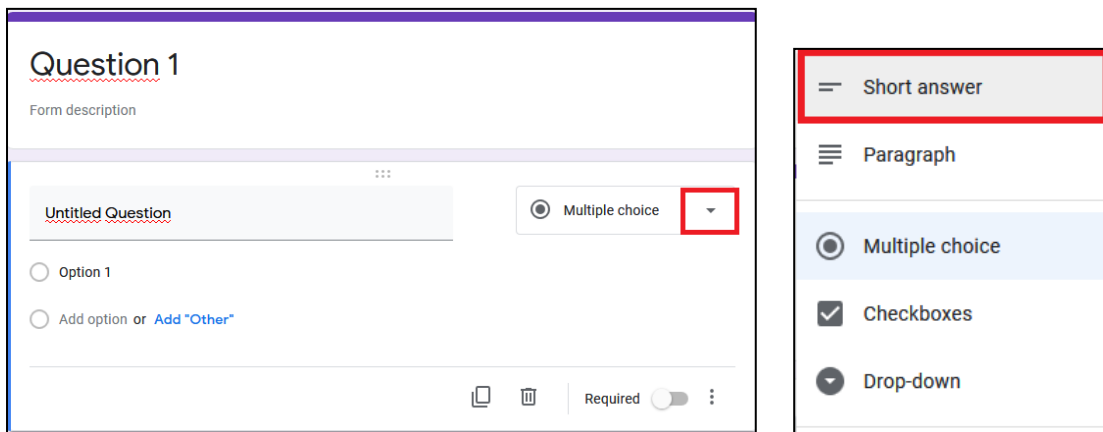 Question 1
Form description
Untitled Question
Multiple choice
Option 1
Add option or Add "Other"
Required
Short answer
Paragraph
Multiple choice
Checkboxes
Drop-down